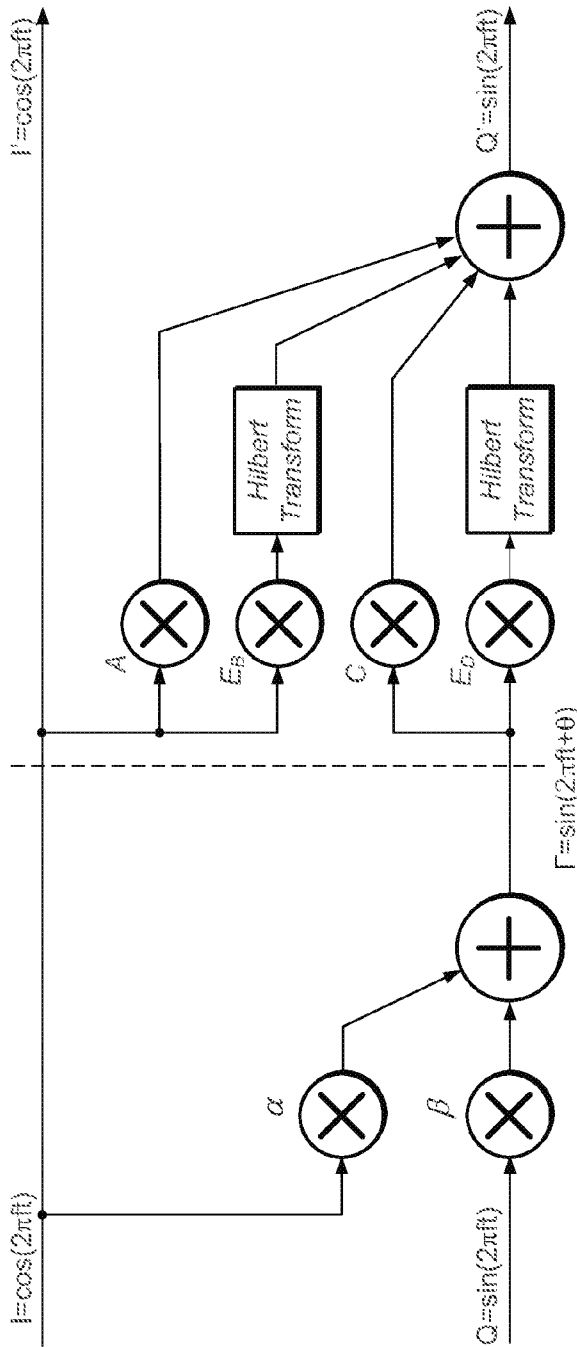 I=cos(2πft)
I'=cos(2πft)
α
A
E_B
Hilbert
Transform
C
β
E_D
Hilbert
Transform
Q=sin(2πft)
Q'=sin(2πft)
Γ=sin(2πft+θ)